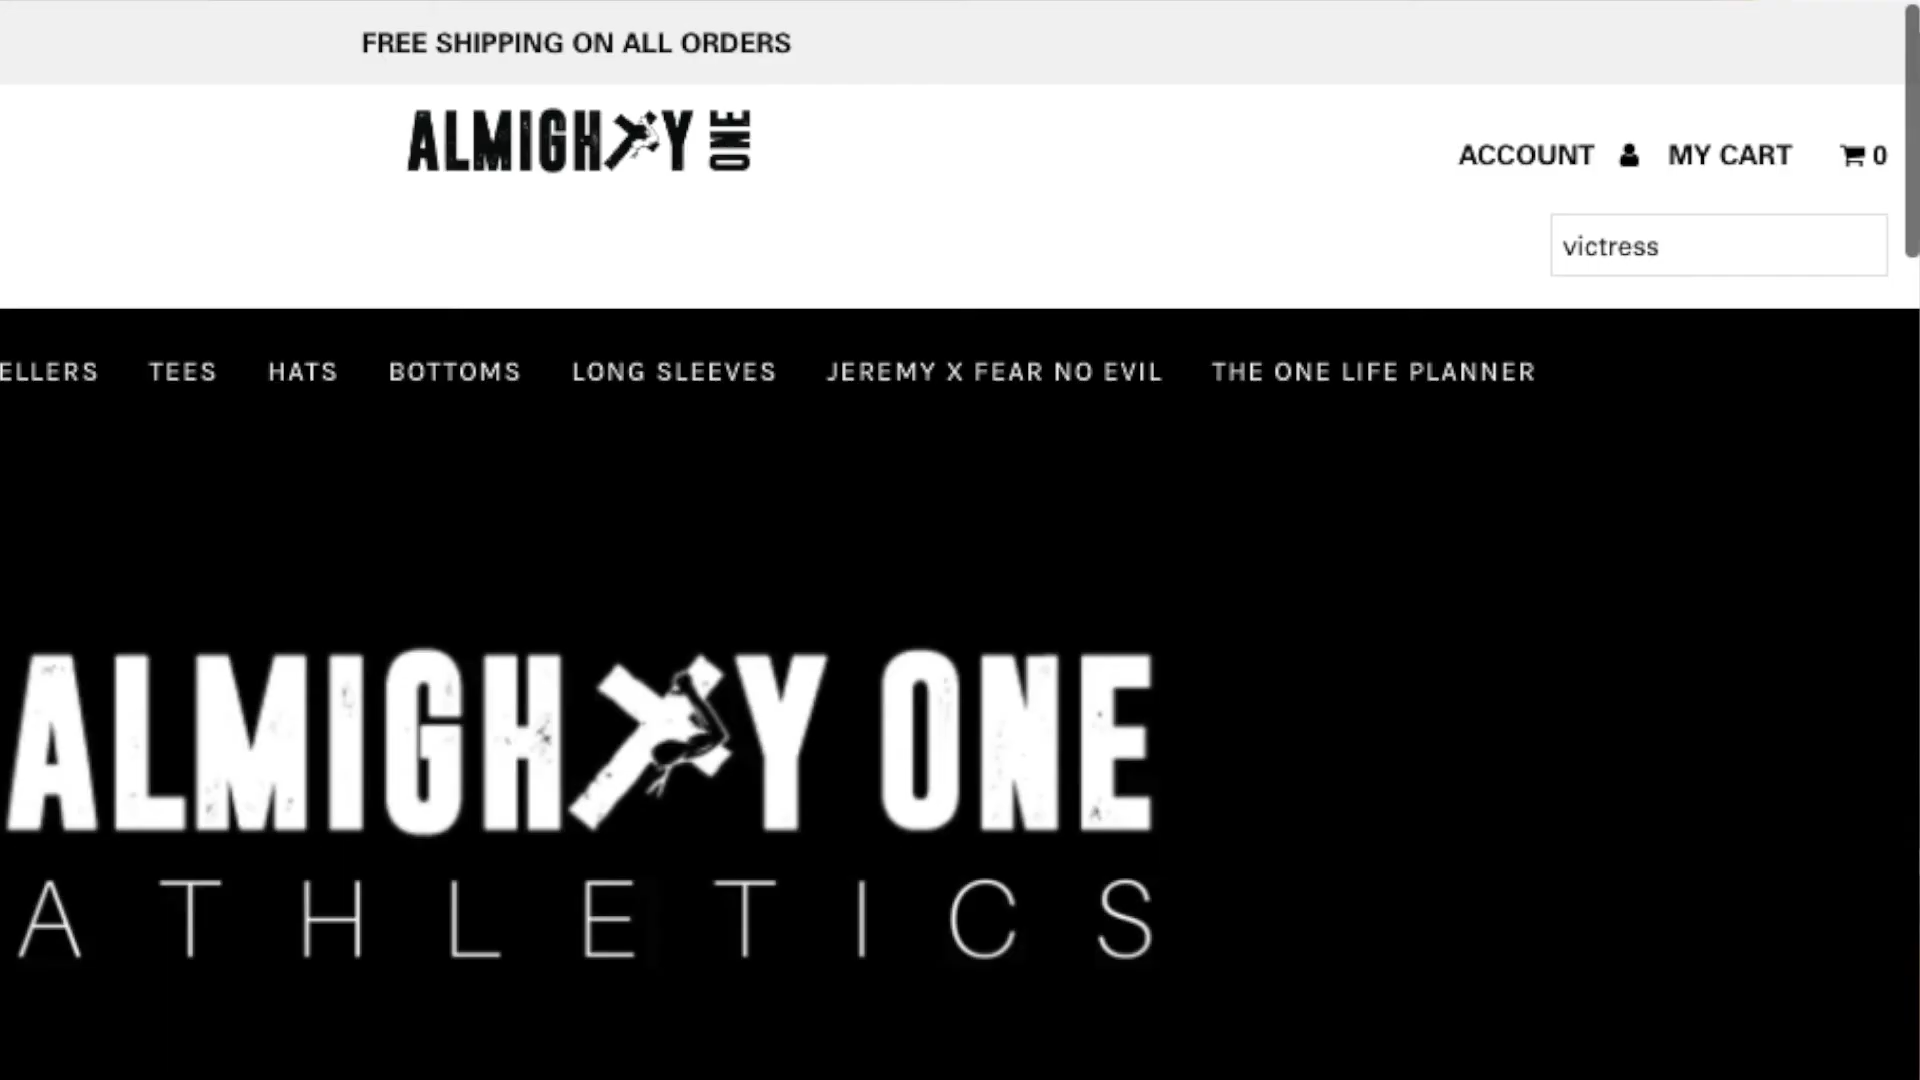 FREE SHIPPING ON ALL ORDERS
ALMIGHTY ONE
ACCOUNT MY CART 0
victress
ELLERS TEES HATS BOTTOMS LONG SLEEVES JEREMY X FEAR NO EVIL THE ONE LIFE PLANNER
ALMIGHTY ONE
ATHLETICS